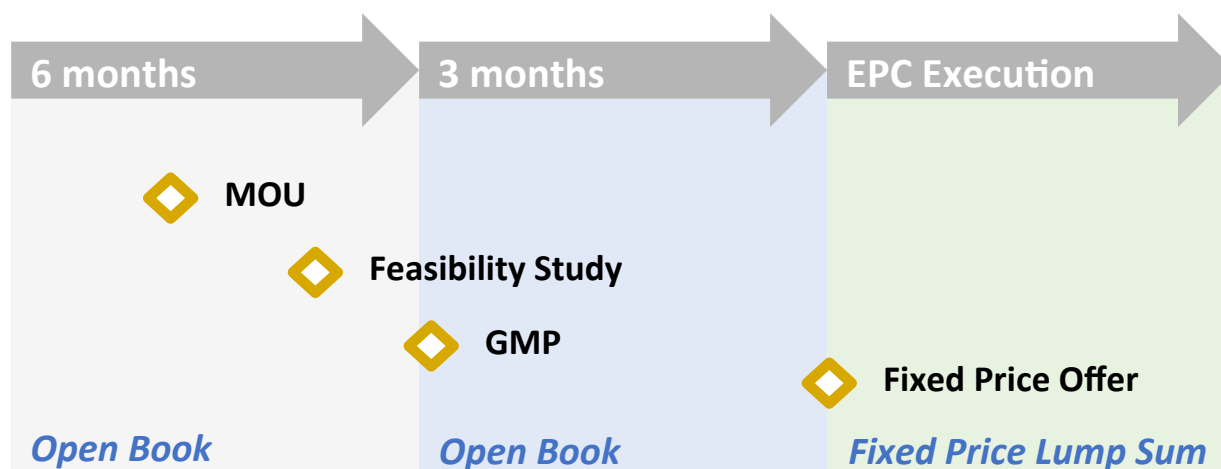 6 months
3 months
EPC Execution
MOU
Feasibility Study
GMP
Fixed Price Offer
Open Book
Open Book
Fixed Price Lump Sum